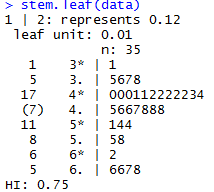 > stem.leaf(data)
1 | 2: represents 0.12
 leaf unit: 0.01
            n: 35
   1    3* | 1
   5    3. | 5678
  17    4* | 000112222234
  (7)   4. | 5667888
  11    5* | 144
   8    5. | 58
   6    6* | 2
   5    6. | 6678
HI: 0.75